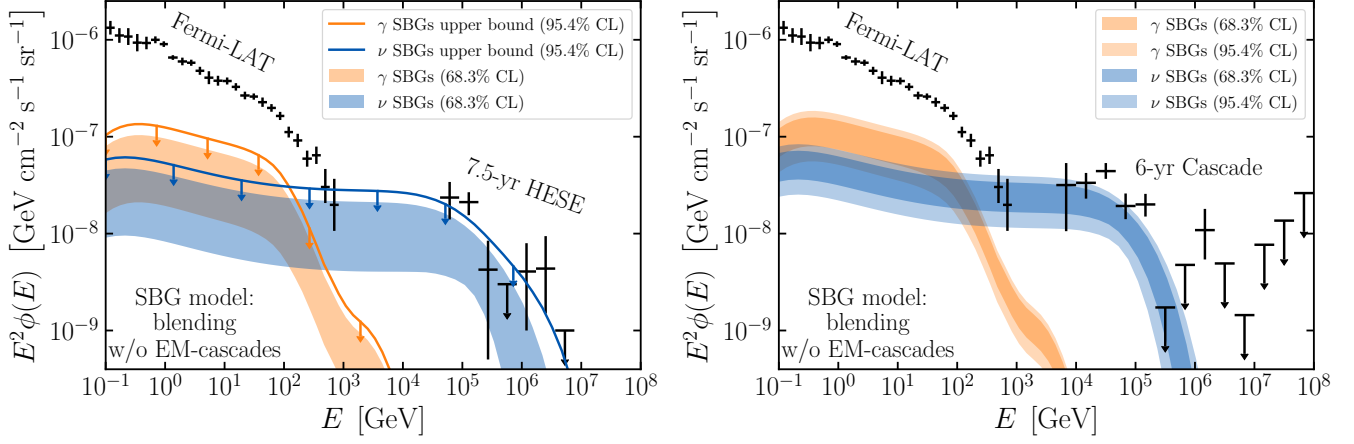 γ SBGs upper bound (95.4% CL)
ν SBGs upper bound (95.4% CL)
γ SBGs (68.3% CL)
ν SBGs (68.3% CL)
Fermi-LAT
7.5-yr HESE
SBG model:
blending
w/o EM-cascades
10⁻⁶
10⁻⁷
10⁻⁸
10⁻⁹
E²ϕ(E) [GeV cm⁻² s⁻¹ sr⁻¹]
10⁻¹ 10⁰ 10¹ 10² 10³ 10⁴ 10⁵ 10⁶ 10⁷ 10⁸
E [GeV]
γ SBGs (68.3% CL)
γ SBGs (95.4% CL)
ν SBGs (68.3% CL)
ν SBGs (95.4% CL)
Fermi-LAT
6-yr Cascade
SBG model:
blending
w/o EM-cascades
10⁻⁶
10⁻⁷
10⁻⁸
10⁻⁹
E²ϕ(E) [GeV cm⁻² s⁻¹ sr⁻¹]
10⁻¹ 10⁰ 10¹ 10² 10³ 10⁴ 10⁵ 10⁶ 10⁷ 10⁸
E [GeV]